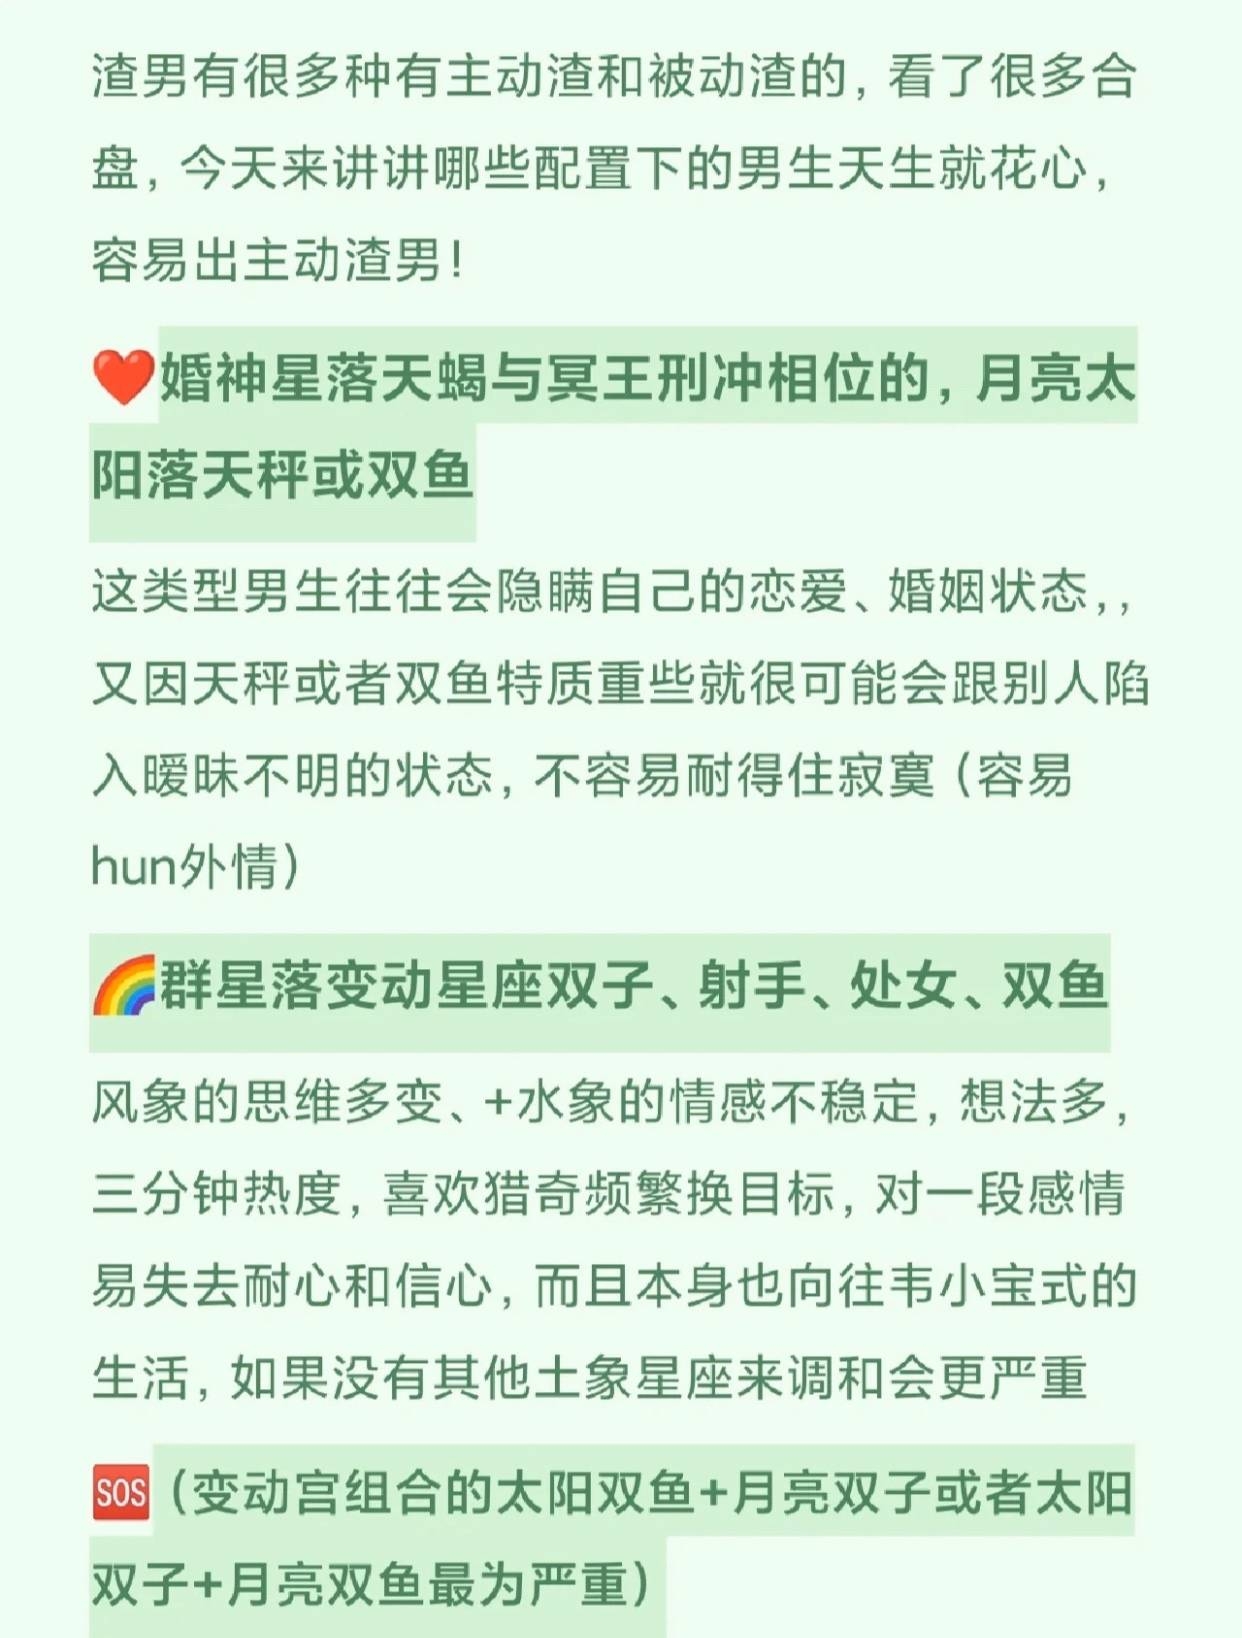 渣男有很多种有主动渣和被动渣的，看了很多合
盘，今天来讲讲哪些配置下的男生天生就花心，
容易出主动渣男！
❤️婚神星落天蝎与冥王刑冲相位的，月亮太
阳落天秤或双鱼
这类型男生往往会隐瞒自己的恋爱、婚姻状态，，
又因天秤或者双鱼特质重些就很可能会跟别人陷
入暧昧不明的状态，不容易耐得住寂寞（容易
hun外情）
🌈群星落变动星座双子、射手、处女、双鱼
风象的思维多变、+水象的情感不稳定，想法多，
三分钟热度，喜欢猎奇频繁换目标，对一段感情
易失去耐心和信心，而且本身也向往韦小宝式的
生活，如果没有其他土象星座来调和会更严重
🆘（变动宫组合的太阳双鱼+月亮双子或者太阳
双子+月亮双鱼最为严重）